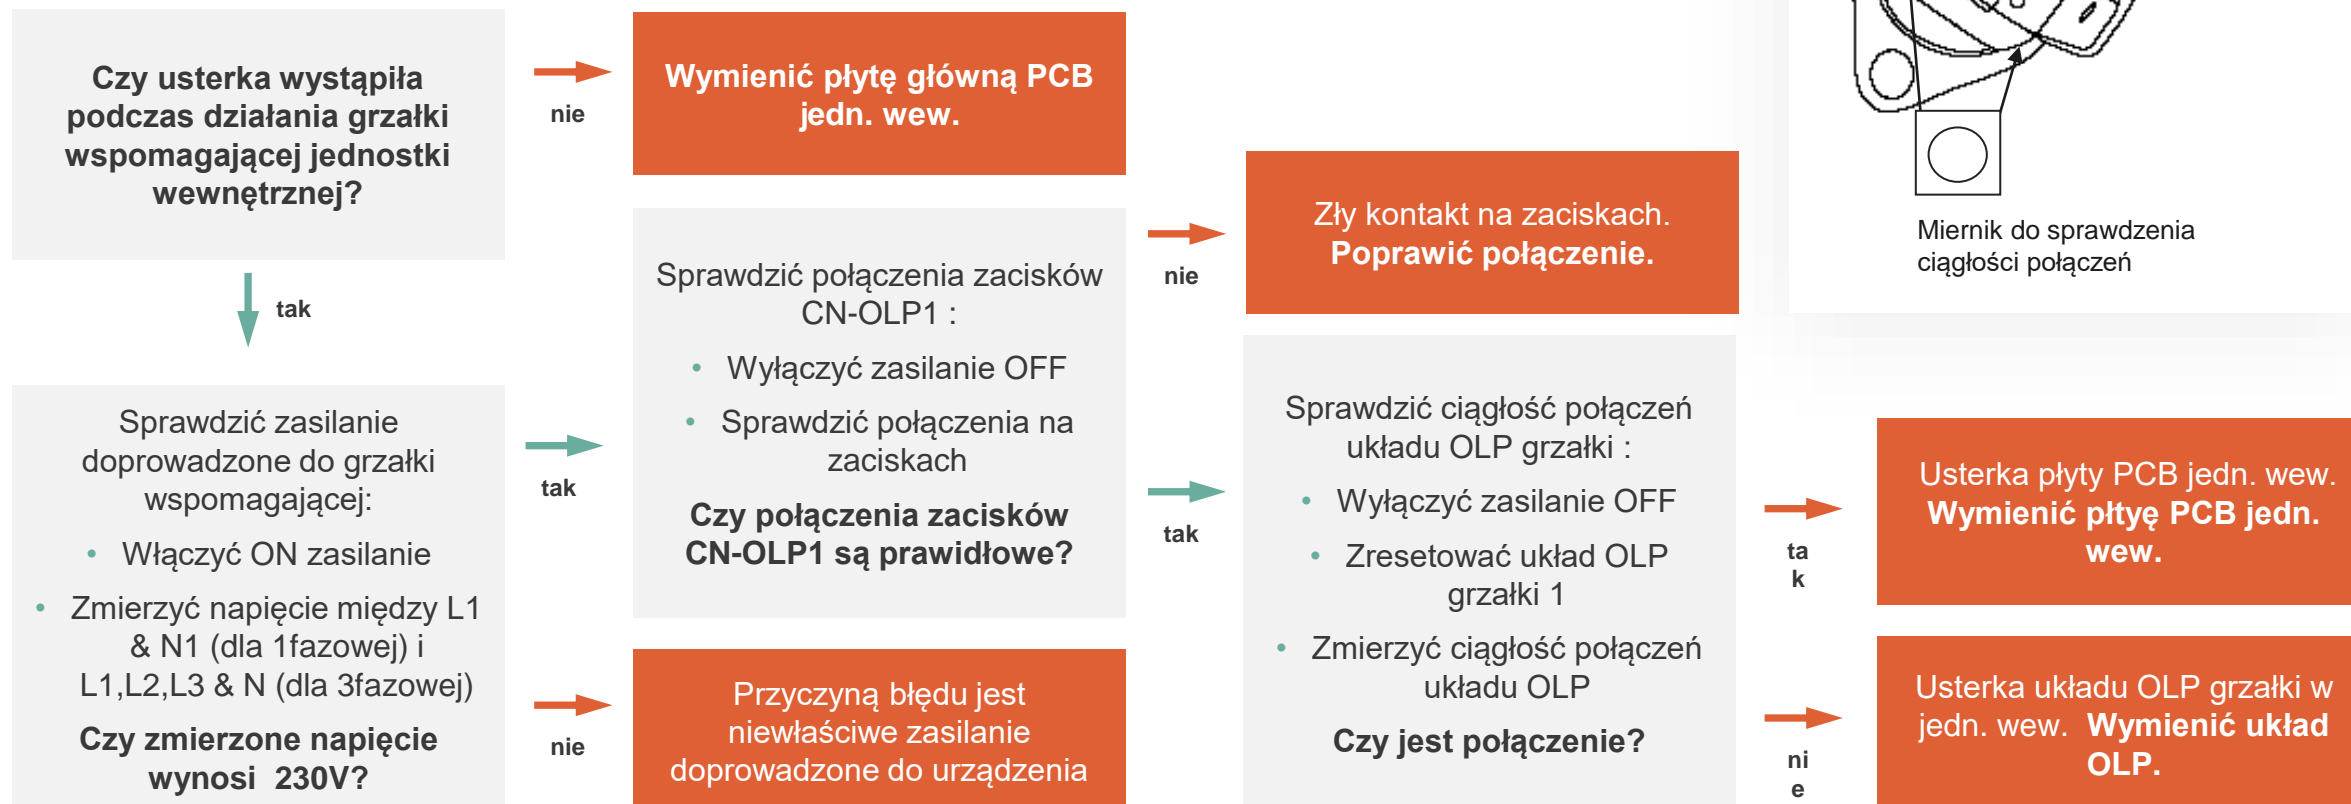 Czy usterka wystąpiła
podczas działania grzałki
wspomagającej jednostki
wewnętrznej?
nie
Wymienić płytę główną PCB
jedn. wew.
tak
Sprawdzić zasilanie
doprowadzone do grzałki
wspomagającej:
• Włączyć ON zasilanie
• Zmierzyć napięcie między L1
& N1 (dla 1fazowej) i
L1,L2,L3 & N (dla 3fazowej)
Czy zmierzone napięcie
wynosi 230V?
tak
nie
Sprawdzić połączenia zacisków
CN-OLP1 :
• Wyłączyć zasilanie OFF
• Sprawdzić połączenia na
zaciskach
Czy połączenia zacisków
CN-OLP1 są prawidłowe?
Przyczyną błędu jest
niewłaściwe zasilanie
doprowadzone do urządzenia
nie
tak
Zły kontakt na zaciskach.
Poprawić połączenie.
Sprawdzić ciągłość połączeń
układu OLP grzałki :
• Wyłączyć zasilanie OFF
• Zresetować układ OLP
grzałki 1
• Zmierzyć ciągłość połączeń
układu OLP
Czy jest połączenie?
ta
k
ni
e
Miernik do sprawdzenia
ciągłości połączeń
Usterka płyty PCB jedn. wew.
Wymienić płtyę PCB jedn.
wew.
Usterka układu OLP grzałki w
jedn. wew. Wymienić układ
OLP.